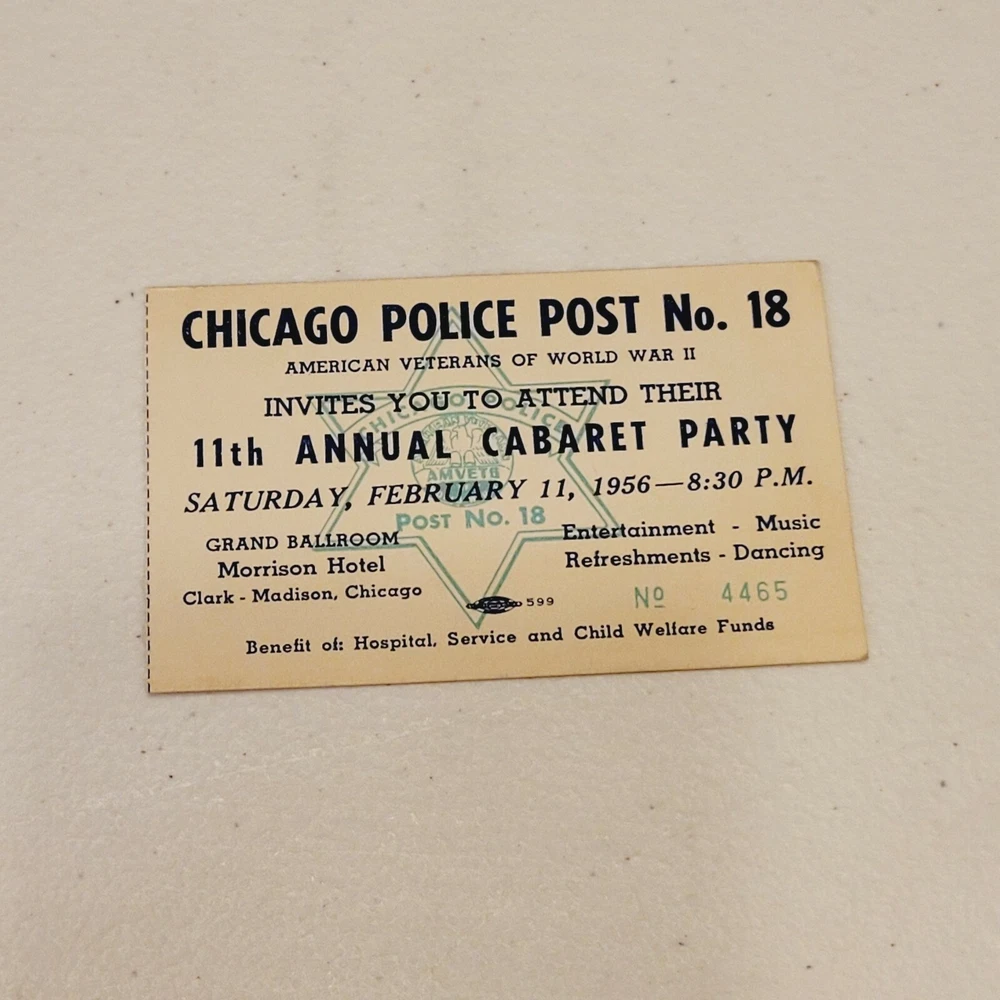 CHICAGO POLICE POST No. 18
AMERICAN VETERANS OF WORLD WAR II
INVITES YOU TO ATTEND THEIR
CHICAGO POLICE
11th ANNUAL CABARET PARTY
AMVETS
SATURDAY, FEBRUARY 11, 1956—8:30 P.M.
POST NO. 18
GRAND BALLROOM
Morrison Hotel
Clark - Madison, Chicago
Entertainment - Music
Refreshments - Dancing
599
Nº 4465
Benefit of: Hospital, Service and Child Welfare Funds